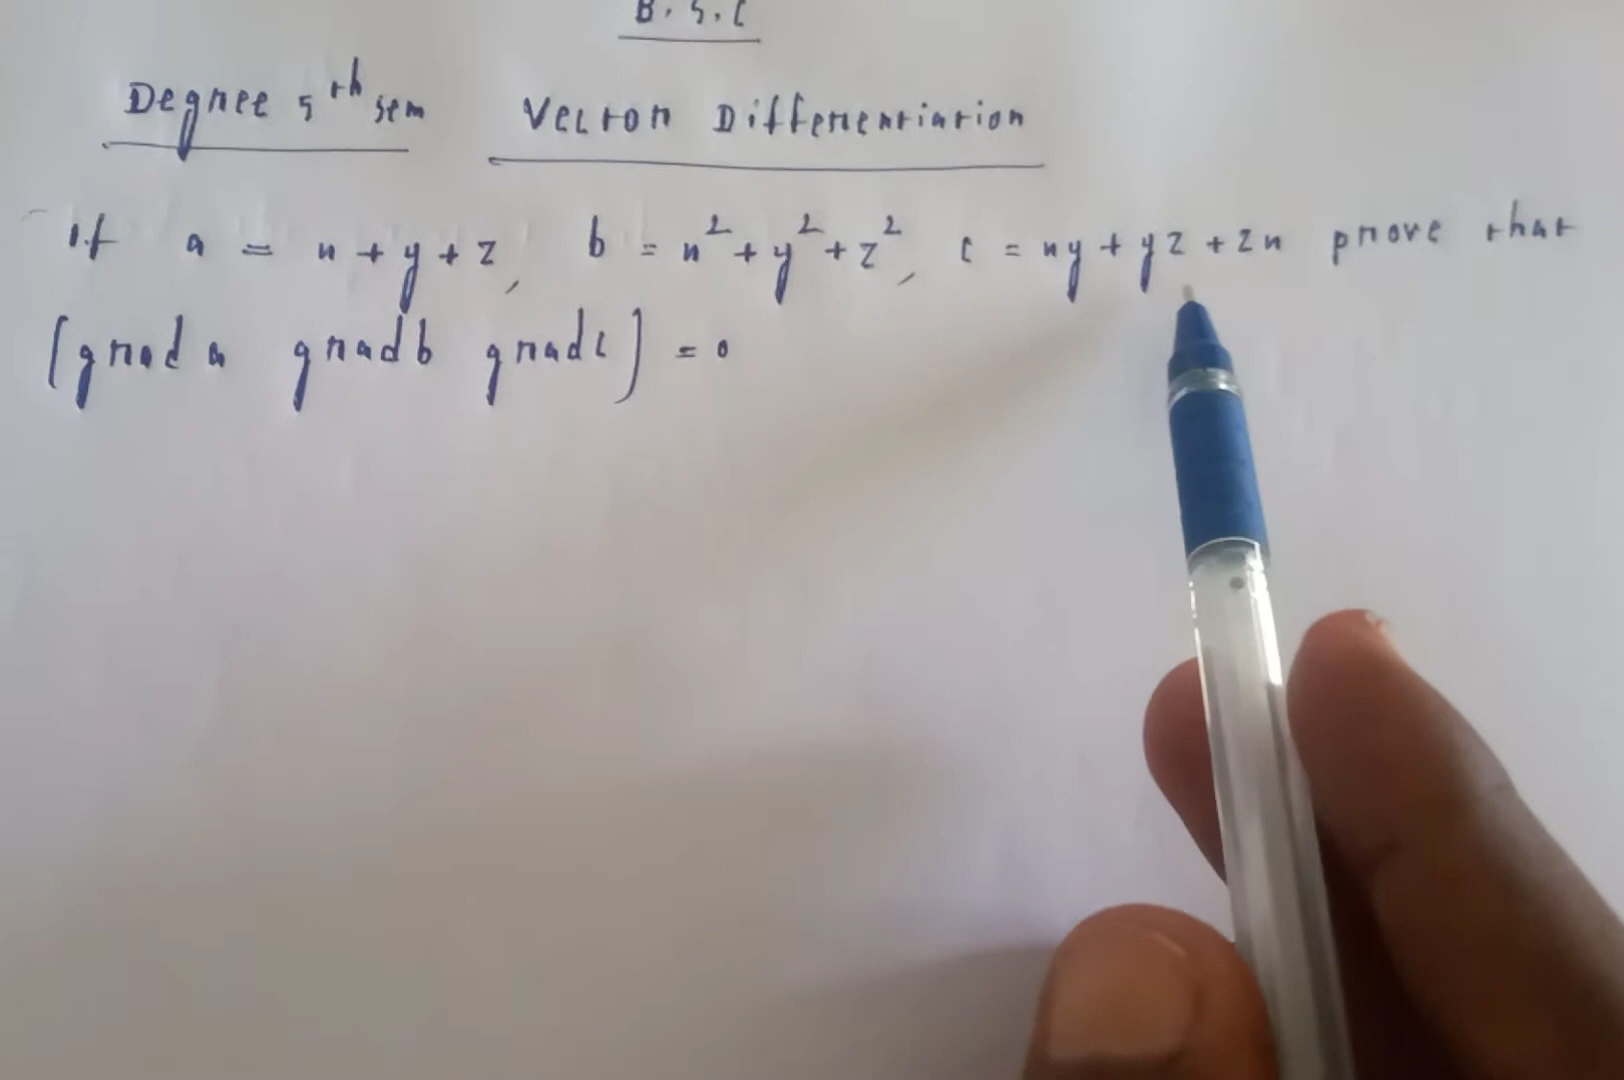 B.S.C
Degree 5th sem Vector Differentiation
If a = x + y + z, b = x² + y² + z², c = xy + yz + zx prove that
[grad a grad b grad c] = 0